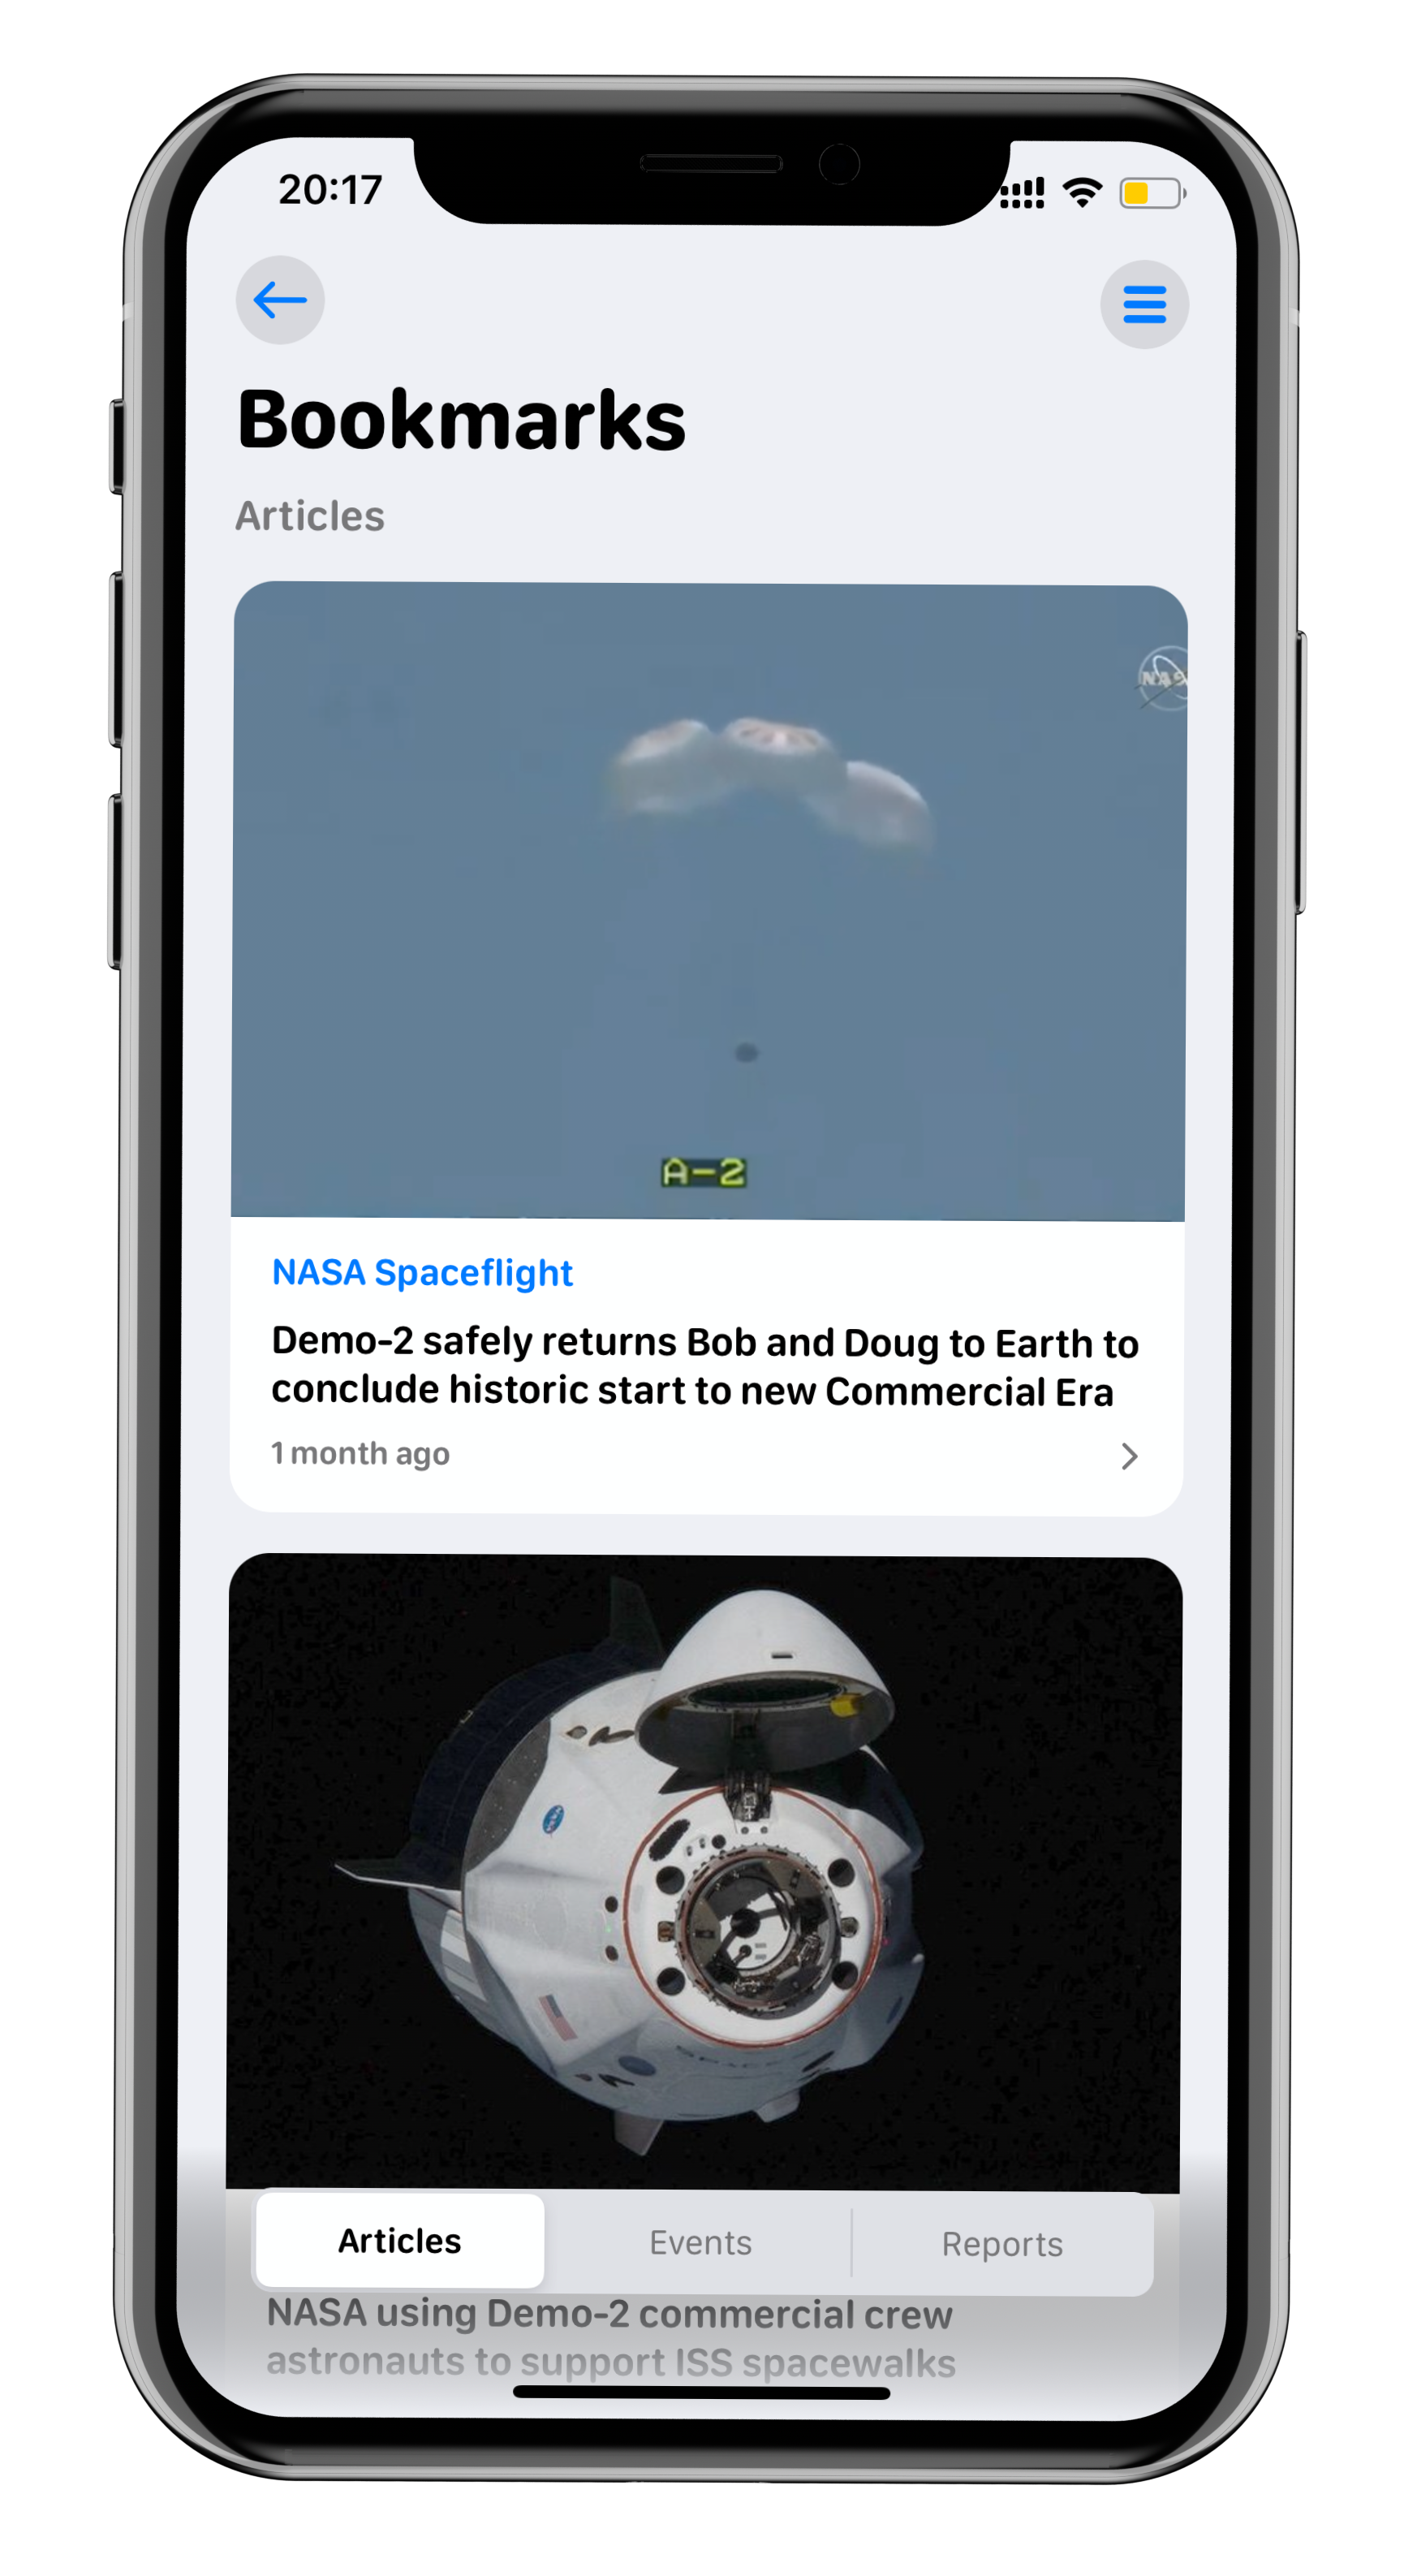 20:17
Bookmarks
Articles
NASA
A-2
NASA Spaceflight
Demo-2 safely returns Bob and Doug to Earth to
conclude historic start to new Commercial Era
1 month ago
Articles
Events
Reports
NASA using Demo-2 commercial crew
astronauts to support ISS spacewalks